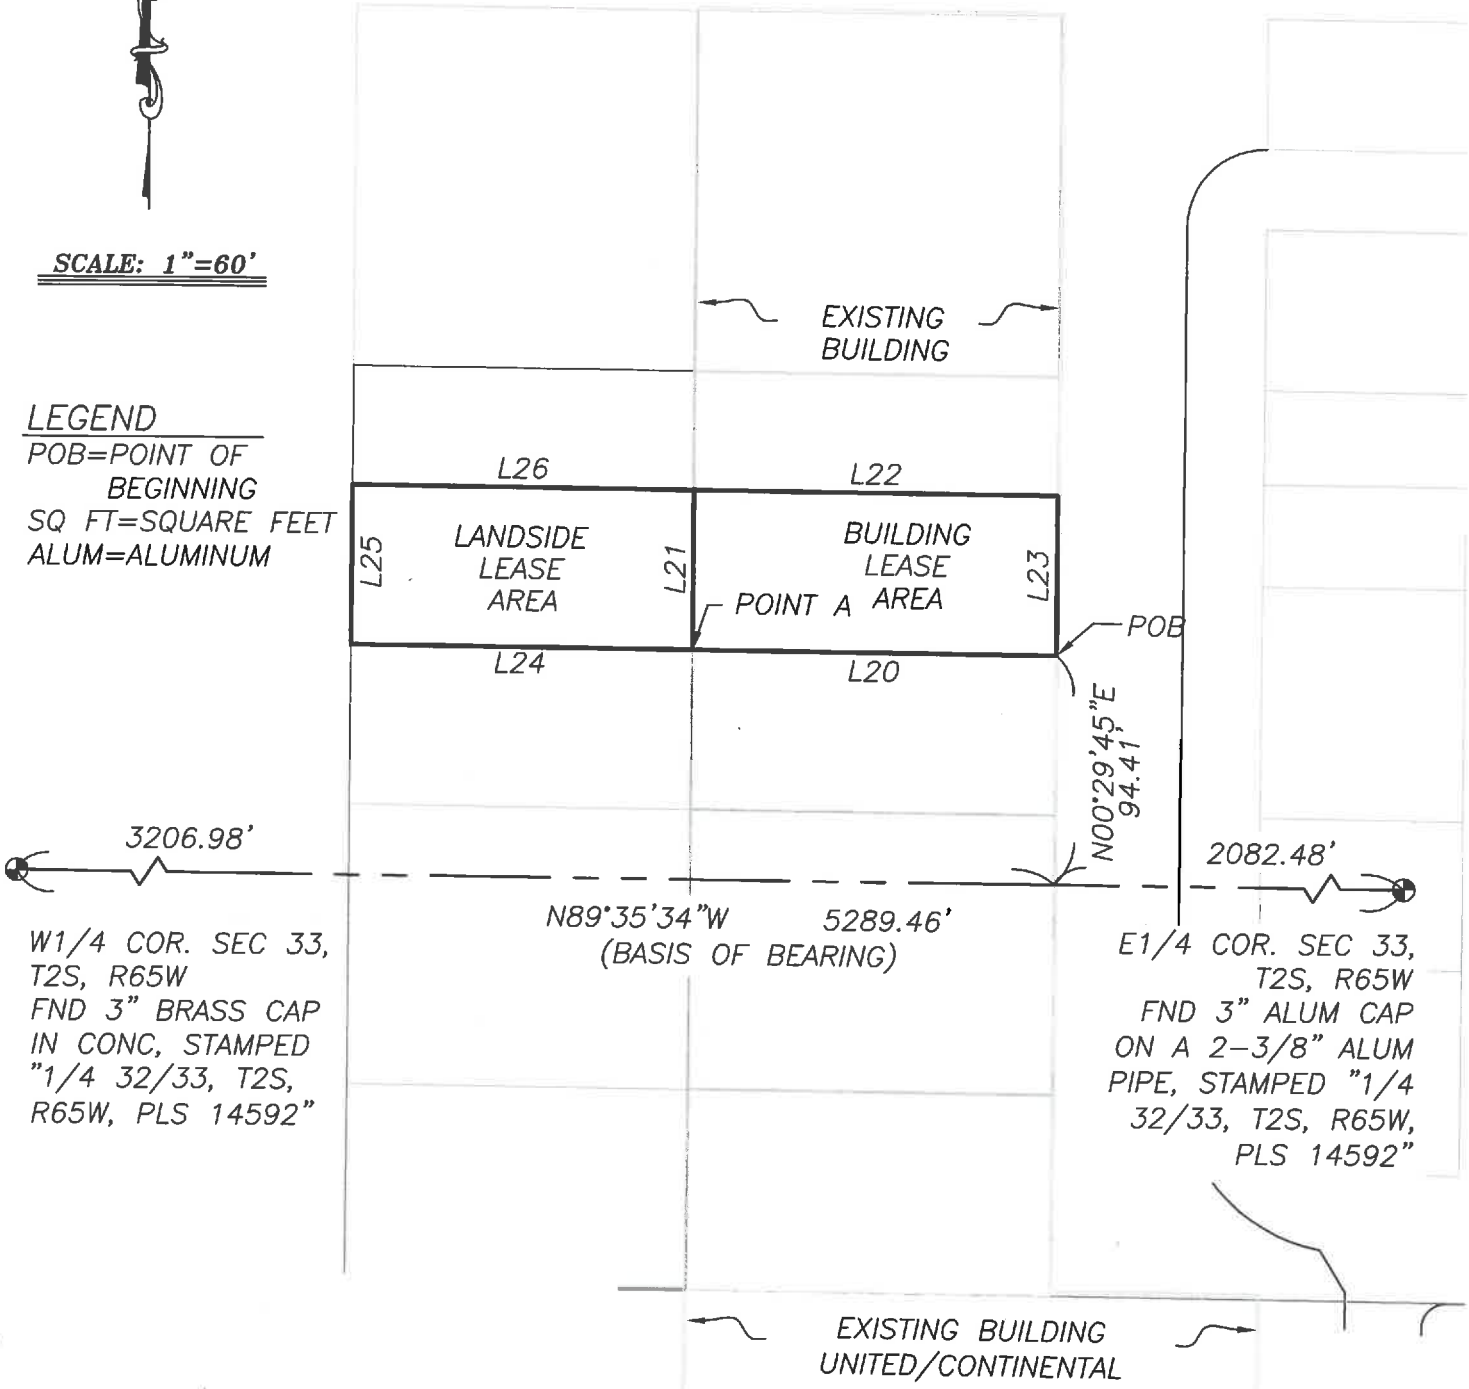 SCALE: 1"=60'
EXISTING
BUILDING
LEGEND
POB=POINT OF
BEGINNING
SQ FT=SQUARE FEET
ALUM=ALUMINUM
L26
L22
L25
LANDSIDE
LEASE
AREA
L21
BUILDING
LEASE
AREA
L23
POINT A
POB
L24
L20
N00°29'45"E
94.41'
3206.98'
2082.48'
N89°35'34"W 5289.46'
(BASIS OF BEARING)
W1/4 COR. SEC 33,
T2S, R65W
FND 3" BRASS CAP
IN CONC, STAMPED
"1/4 32/33, T2S,
R65W, PLS 14592"
E1/4 COR. SEC 33,
T2S, R65W
FND 3" ALUM CAP
ON A 2-3/8" ALUM
PIPE, STAMPED "1/4
32/33, T2S, R65W,
PLS 14592"
EXISTING BUILDING
UNITED/CONTINENTAL